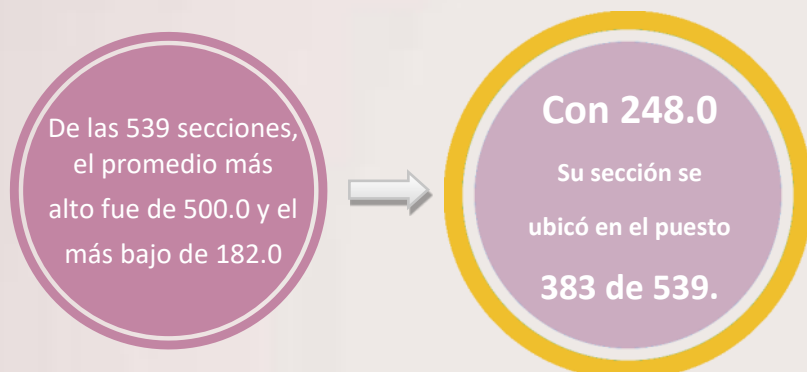 De las 539 secciones,
el promedio más
alto fue de 500.0 y el
más bajo de 182.0
Con 248.0
Su sección se
ubicó en el puesto
383 de 539.